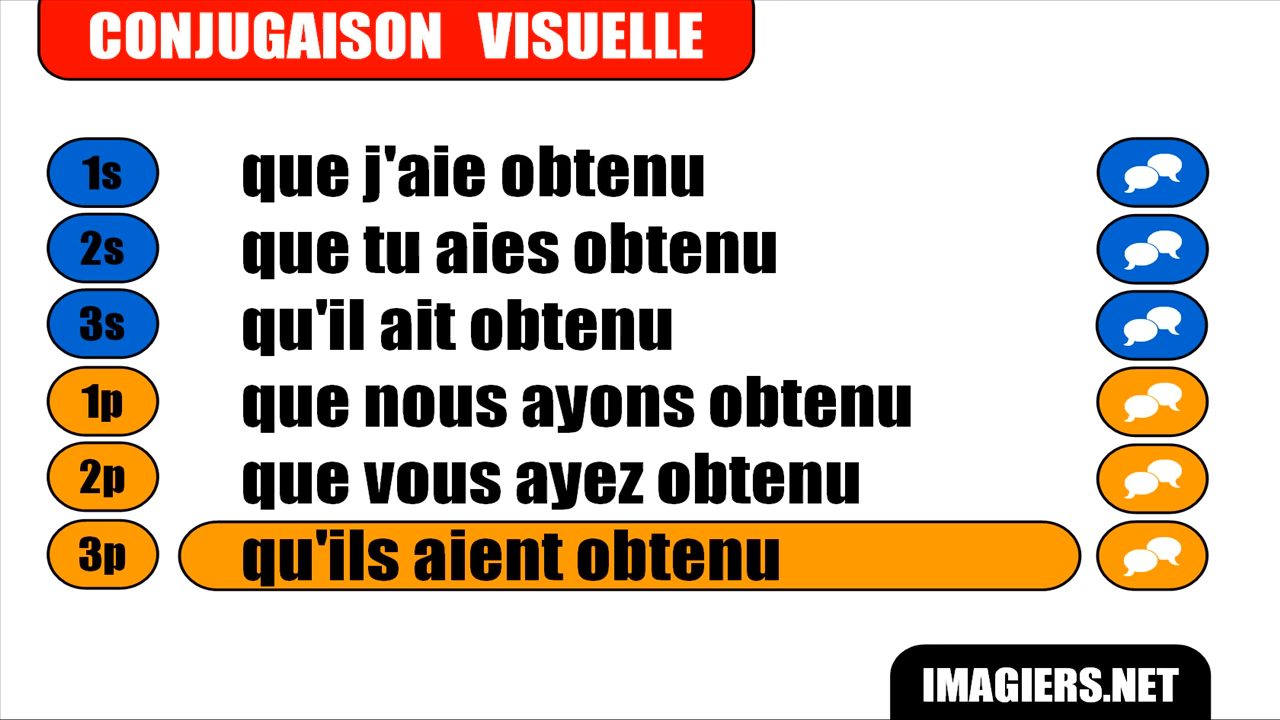 CONJUGAISON VISUELLE
1s que j'aie obtenu
2s que tu aies obtenu
3s qu'il ait obtenu
1p que nous ayons obtenu
2p que vous ayez obtenu
3p qu'ils aient obtenu
IMAGIERS.NET